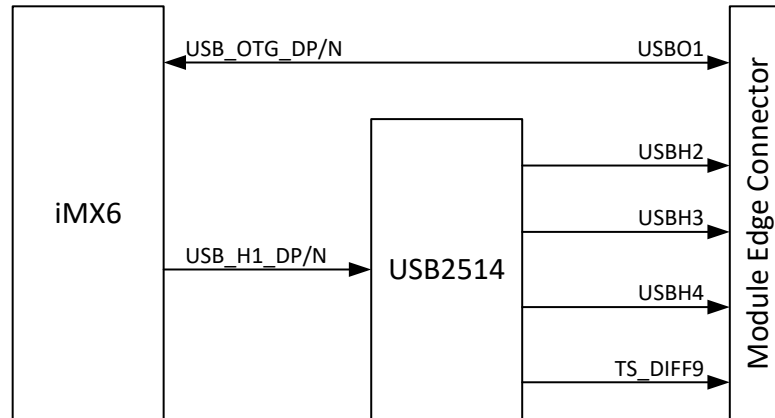 USB_OTG_DP/N
USBO1
USBH2
iMX6
USBH3
USB_H1_DP/N
USB2514
USBH4
TS_DIFF9
Module Edge Connector